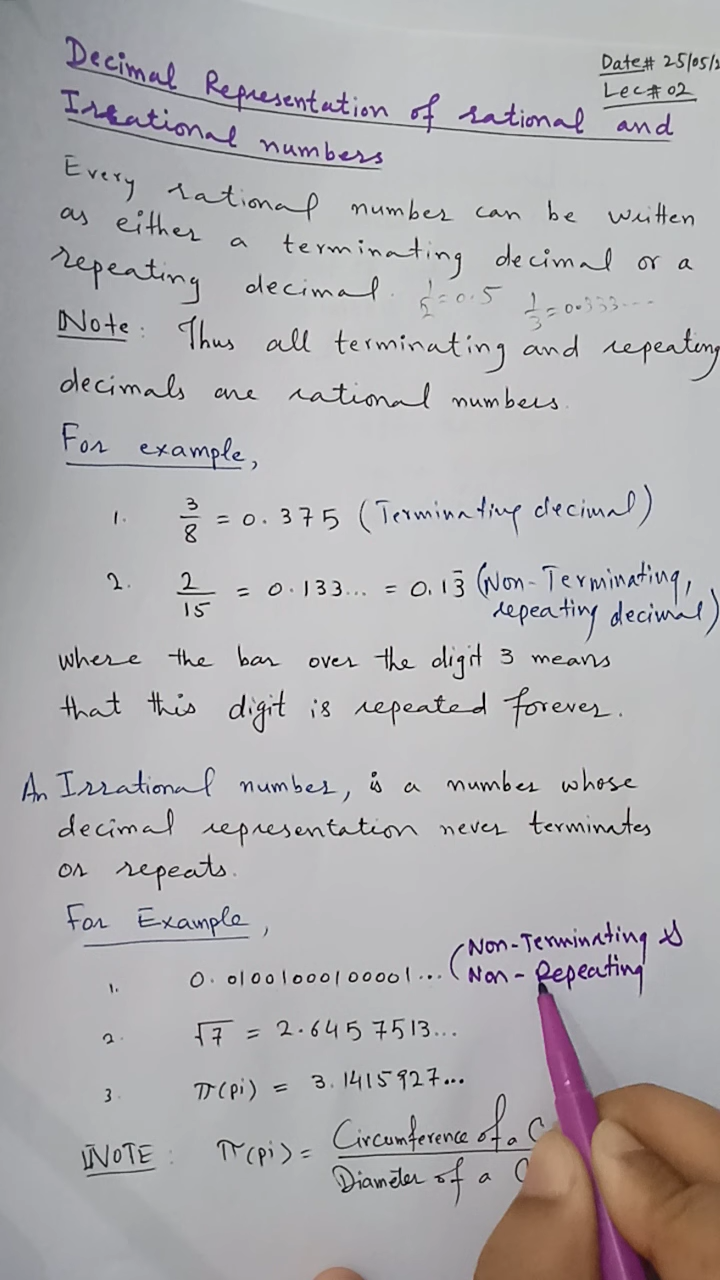 Date# 25/05/2
Lec# 02
Decimal Representation of rational and
Irrational numbers
Every rational number can be written
as either a terminating decimal or a
repeating decimal. 1/2 = 0.5 1/3 = 0.333...
Note: Thus all terminating and repeating
decimals are rational numbers.
For example,
1. 3/8 = 0.375 (Terminating decimal)
2. 2/15 = 0.133... = 0.13̄ (Non-Terminating,
repeating decimal)
where the bar over the digit 3 means
that this digit is repeated forever.
An Irrational number, is a number whose
decimal representation never terminates
or repeats.
For Example,
1. 0.01001000100001... (Non-Terminating &
Non-Repeating
2. √7 = 2.6457513...
3. π(pi) = 3.1415927...
NOTE: π(pi) = Circumference of a C
Diameter of a C